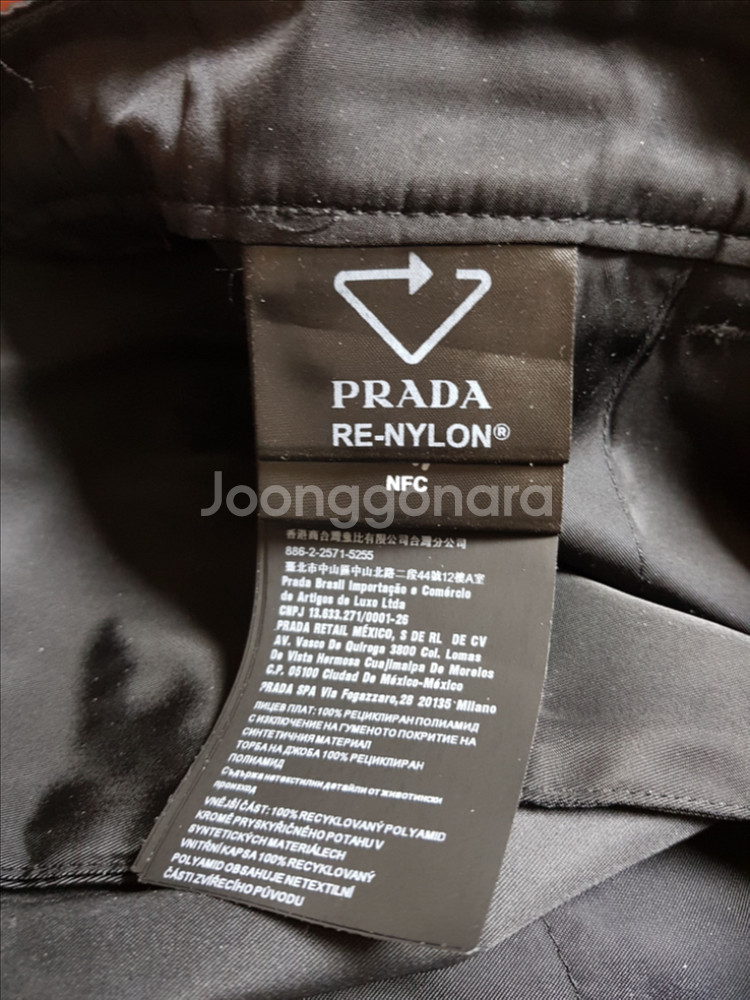 PRADA
RE-NYLON®
NFC
Joonggonara
香港商台灣象比有限公司台灣分公司
886-2-2571-5255
臺北市中山區中山北路二段44號12樓A室
Prada Brasil Importação e Comércio
de Artigos de Luxo Ltda
CNPJ 13.633.271/0001-26
PRADA RETAIL MÉXICO, S DE RL DE CV
AV. Vasco De Quiroga 3800 Col. Lomas
De Vista Hermosa Cuajimalpa De Morelos
C.P. 05100 Ciudad De México-México
PRADA SPA Via Fogazzaro,28 20135 Milano
ЛИЦЕВ ПЛАТ: 100% РЕЦИКЛИРАН ПОЛИАМИД
С ИЗКЛЮЧЕНИЕ НА ГУМЕНОТО ПОКРИТИЕ НА
СИНТЕТИЧНИЯ МАТЕРИАЛ
ТОРБА НА ДЖОБА 100% РЕЦИКЛИРАН
ПОЛИАМИД
Съдържа нетекстилни детайли от животински
произход
VNĚJŠÍ ČÁST: 100% RECYKLOVANÝ POLYAMID
KROMĚ PRYSKYŘIČNÉHO POTAHU V
SYNTETICKÝCH MATERIÁLECH
VNITŘNÍ KAPSA 100% RECYKLOVANÝ
POLYAMID OBSAHUJE NETEXTILNÍ
ČÁSTI ZVÍŘECÍHO PŮVODU